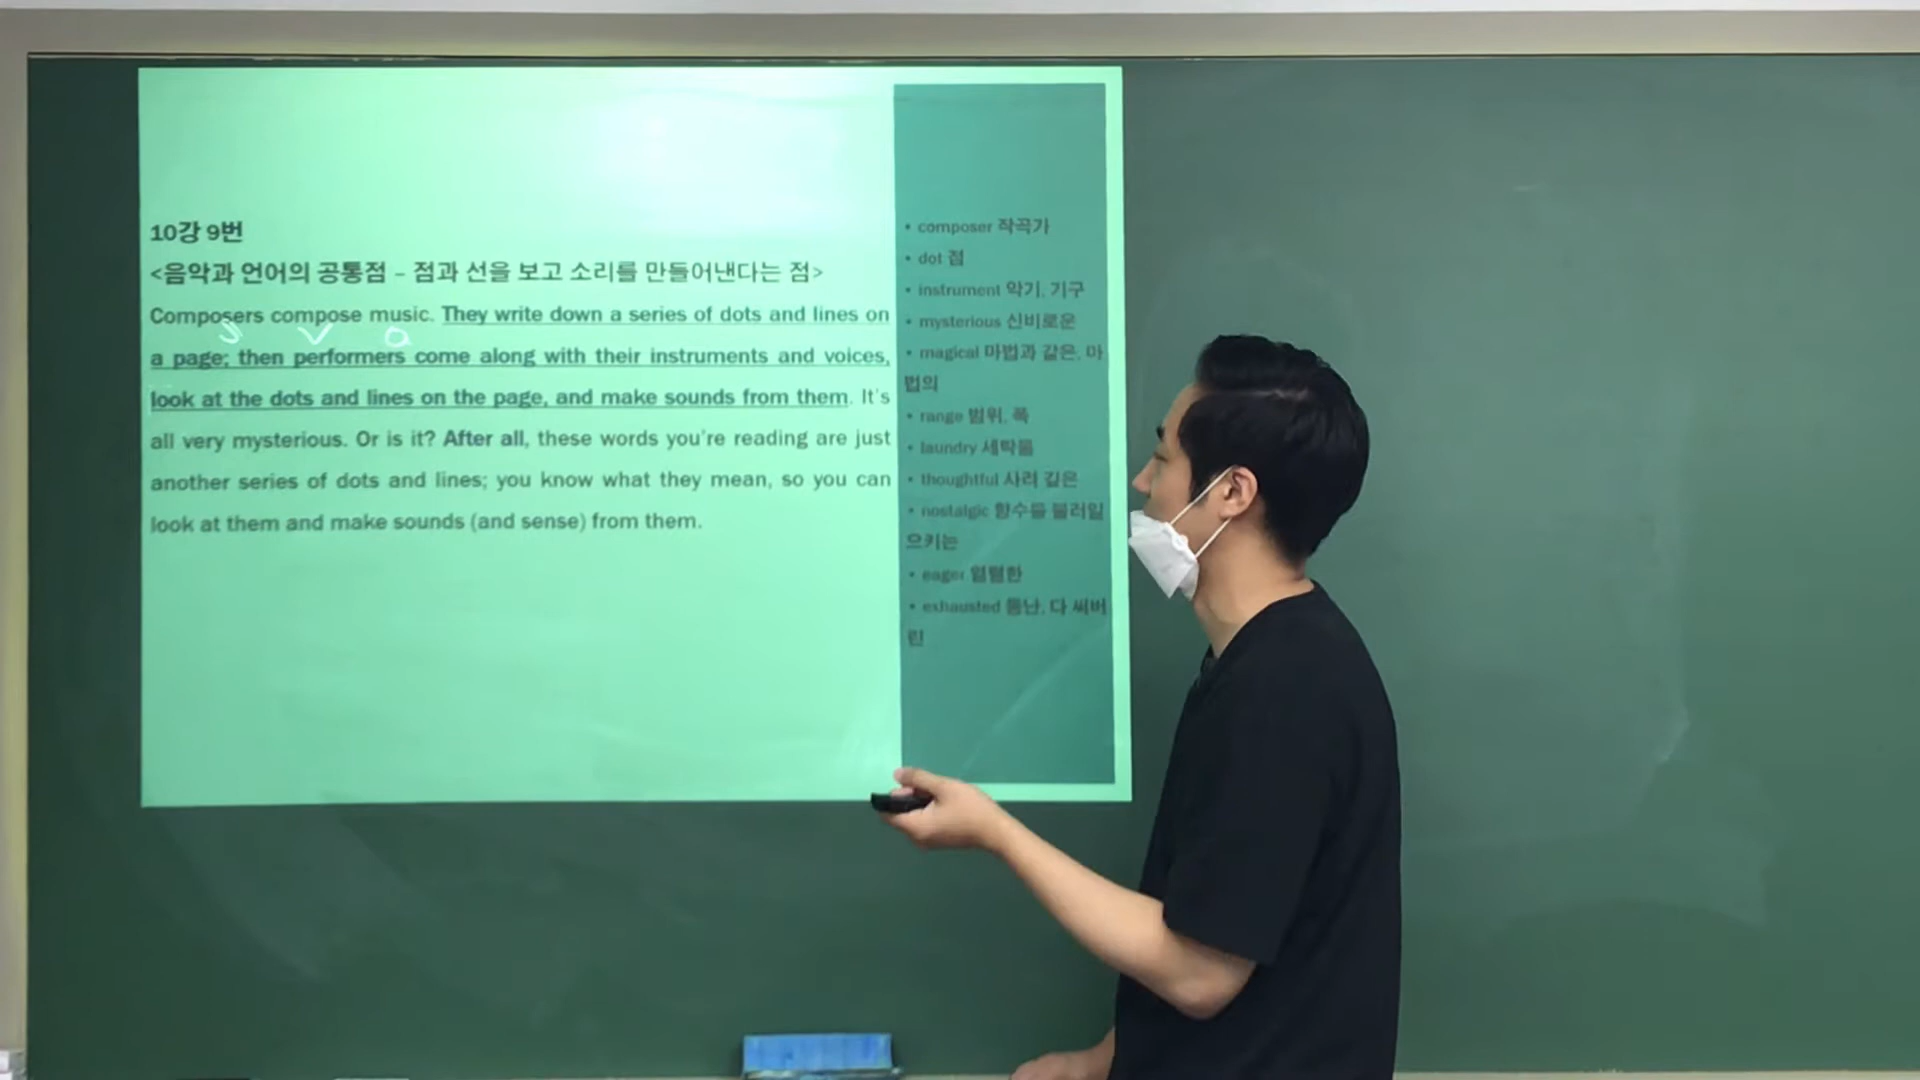 10강 9번
<음악과 언어의 공통점 – 점과 선을 보고 소리를 만들어낸다는 점>
Composers compose music. They write down a series of dots and lines on
S V O
a page; then performers come along with their instruments and voices,
look at the dots and lines on the page, and make sounds from them. It's
all very mysterious. Or is it? After all, these words you're reading are just
another series of dots and lines; you know what they mean, so you can
look at them and make sounds (and sense) from them.
• composer 작곡가
• dot 점
• instrument 악기, 기구
• mysterious 신비로운
• magical 마법과 같은, 마
법의
• range 범위, 폭
• laundry 세탁물
• thoughtful 사려 깊은
• nostalgic 향수를 불러일
으키는
• eager 열렬한
• exhausted 동난, 다 써버
린